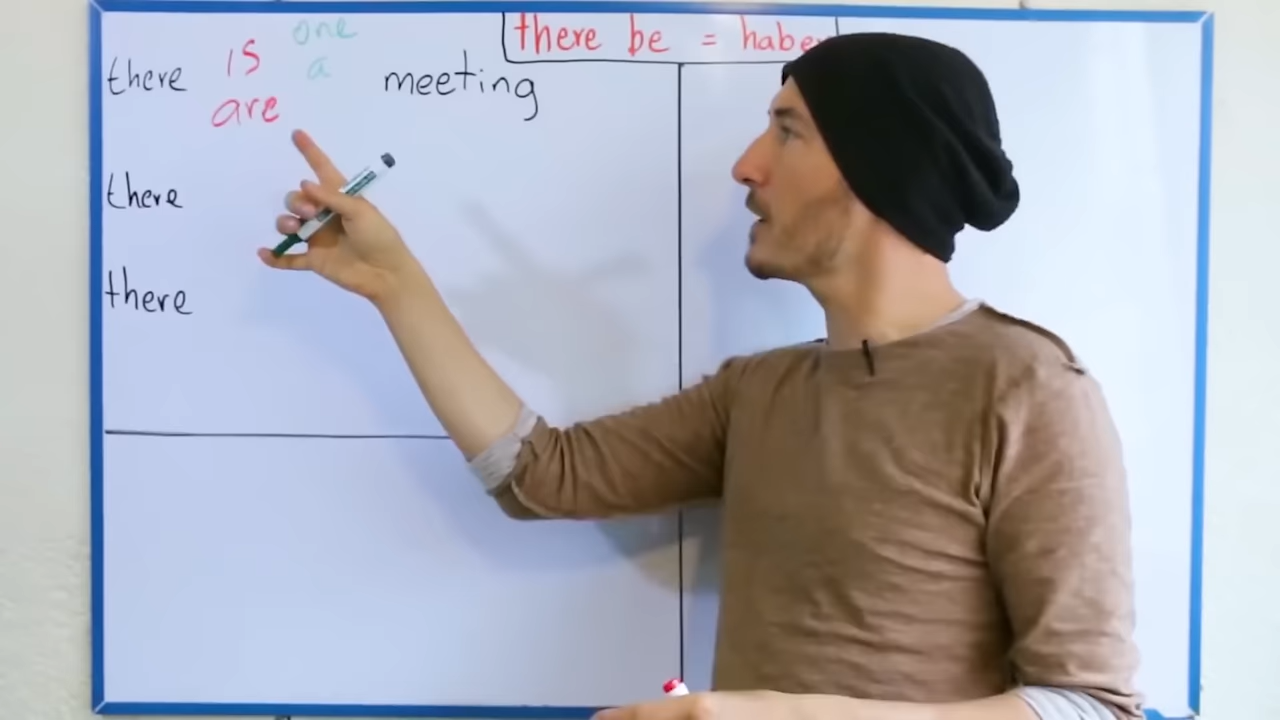 there be = haber
one
there is a meeting
are
there
there